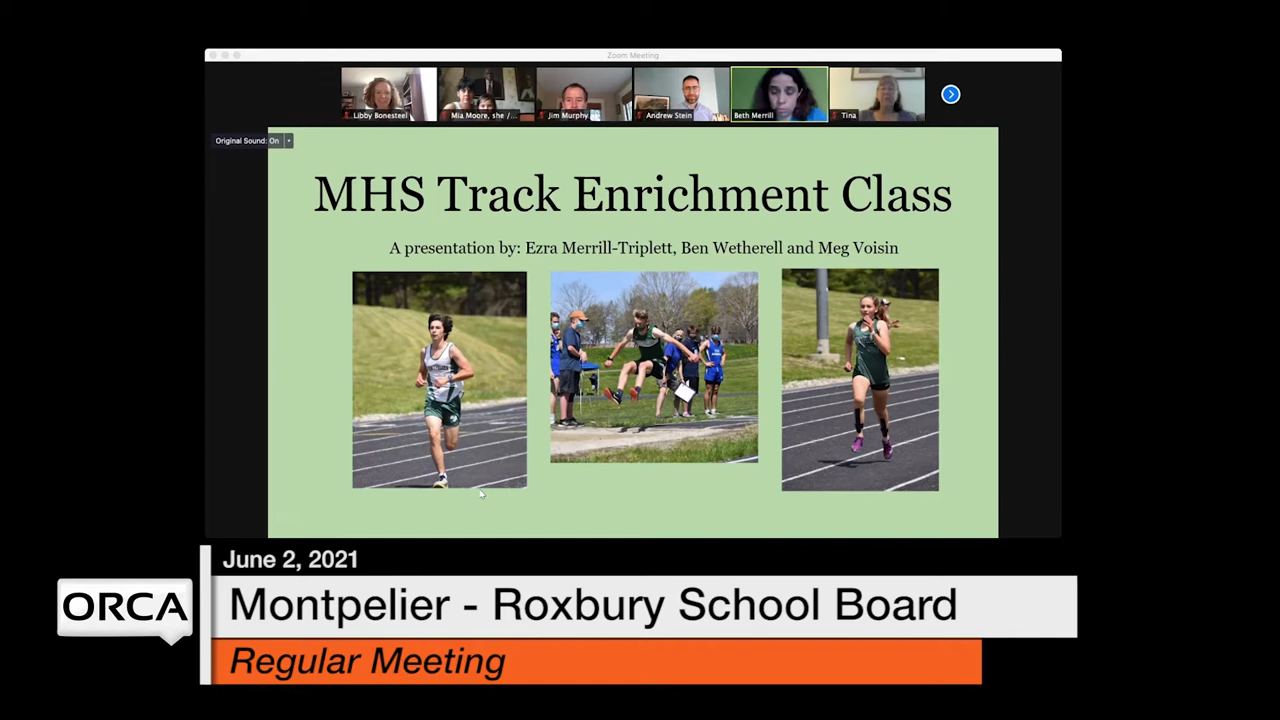 Zoom Meeting
Libby Bonesteel
Mia Moore, she /...
Jim Murphy
Andrew Stein
Beth Merrill
Tina
Original Sound: On
MHS Track Enrichment Class
A presentation by: Ezra Merrill-Triplett, Ben Wetherell and Meg Voisin
June 2, 2021
ORCA
Montpelier - Roxbury School Board
Regular Meeting